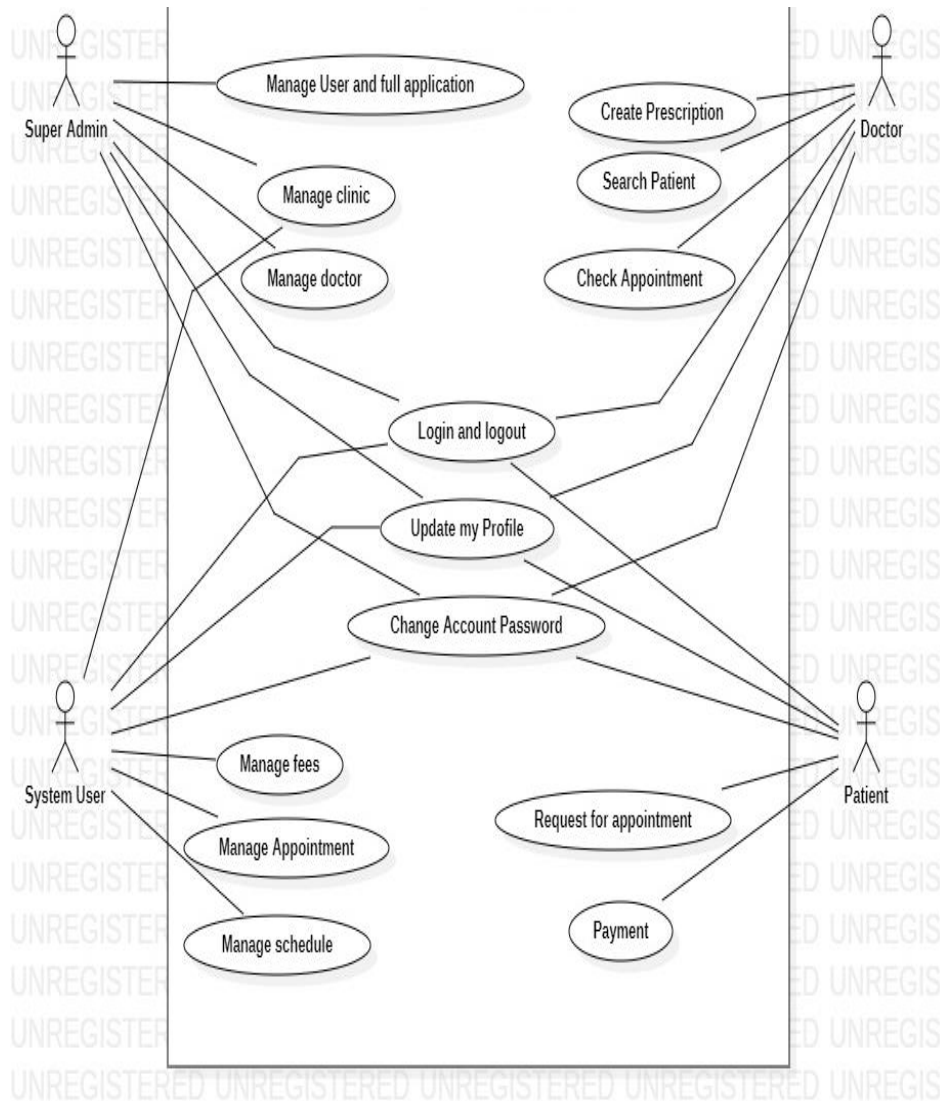 Super Admin
Doctor
Manage User and full application
Create Prescription
Search Patient
Manage clinic
Manage doctor
Check Appointment
Login and logout
Update my Profile
Change Account Password
System User
Patient
Manage fees
Request for appointment
Manage Appointment
Payment
Manage schedule
UNREGISTERED UNREGISTERED UNREGISTERED UNREGISTERED UNREGIS